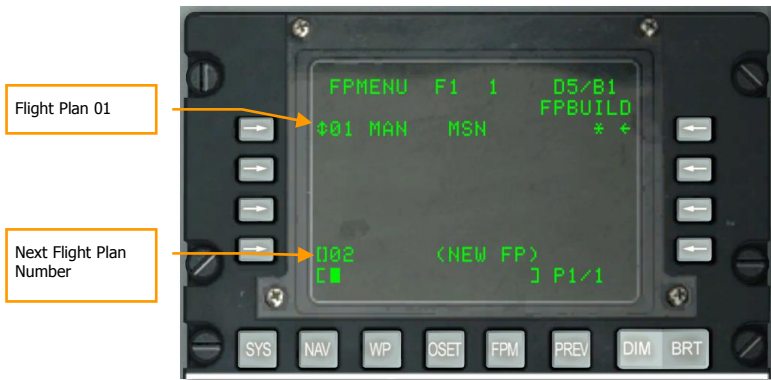 FPMENU F1 1 D5/B1
FPBUILD
Flight Plan 01
↕01 MAN MSN * ←
Next Flight Plan
Number
[]02 (NEW FP)
[ ] P1/1
SYS NAV WP OSET FPM PREV DIM BRT